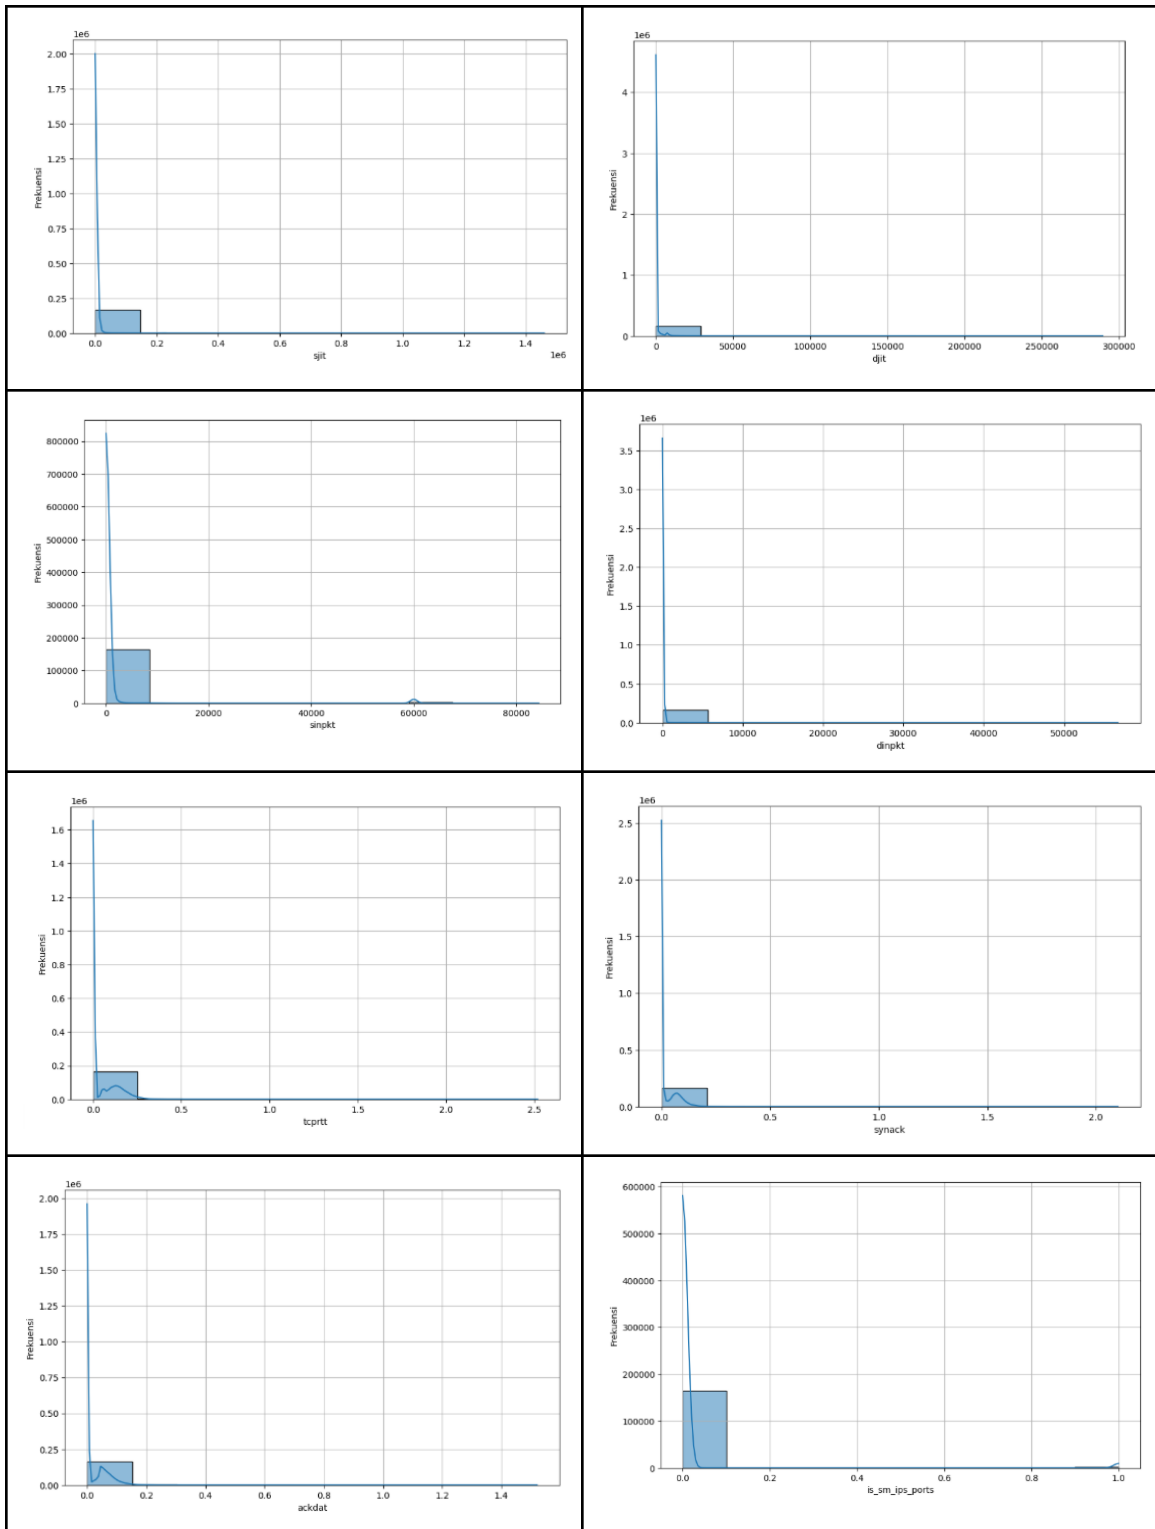 1e6
2.00
1.75
1.50
1.25
1.00
0.75
0.50
0.25
0.00
Frekuensi
0.0 0.2 0.4 0.6 0.8 1.0 1.2 1.4
sjit
1e6
1e6
4
3
2
1
0
Frekuensi
0 50000 100000 150000 200000 250000 300000
djit
800000
700000
600000
500000
400000
300000
200000
100000
0
Frekuensi
0 20000 40000 60000 80000
sinpkt
1e6
3.5
3.0
2.5
2.0
1.5
1.0
0.5
0.0
Frekuensi
0 10000 20000 30000 40000 50000
dinpkt
1e6
1.6
1.4
1.2
1.0
0.8
0.6
0.4
0.2
0.0
Frekuensi
0.0 0.5 1.0 1.5 2.0 2.5
tcprtt
1e6
2.5
2.0
1.5
1.0
0.5
0.0
Frekuensi
0.0 0.5 1.0 1.5 2.0
synack
1e6
2.00
1.75
1.50
1.25
1.00
0.75
0.50
0.25
0.00
Frekuensi
0.0 0.2 0.4 0.6 0.8 1.0 1.2 1.4
ackdat
600000
500000
400000
300000
200000
100000
0
Frekuensi
0.0 0.2 0.4 0.6 0.8 1.0
is_sm_ips_ports